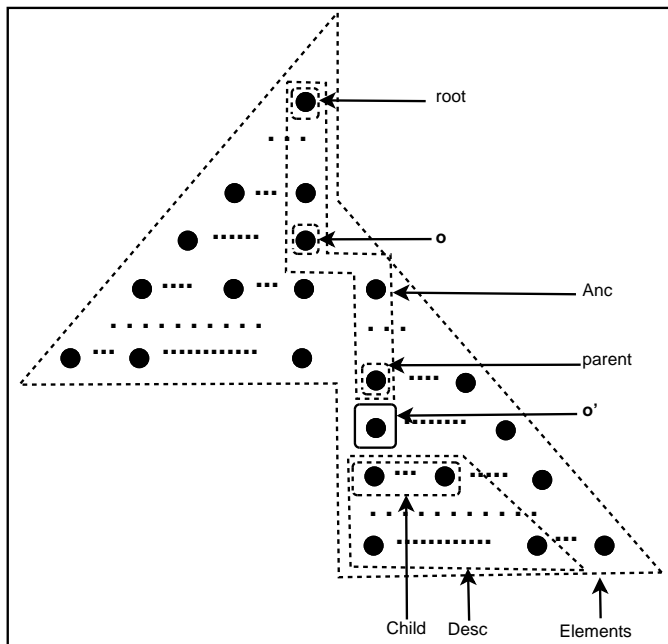 root
o
Anc
parent
o'
Child Desc Elements